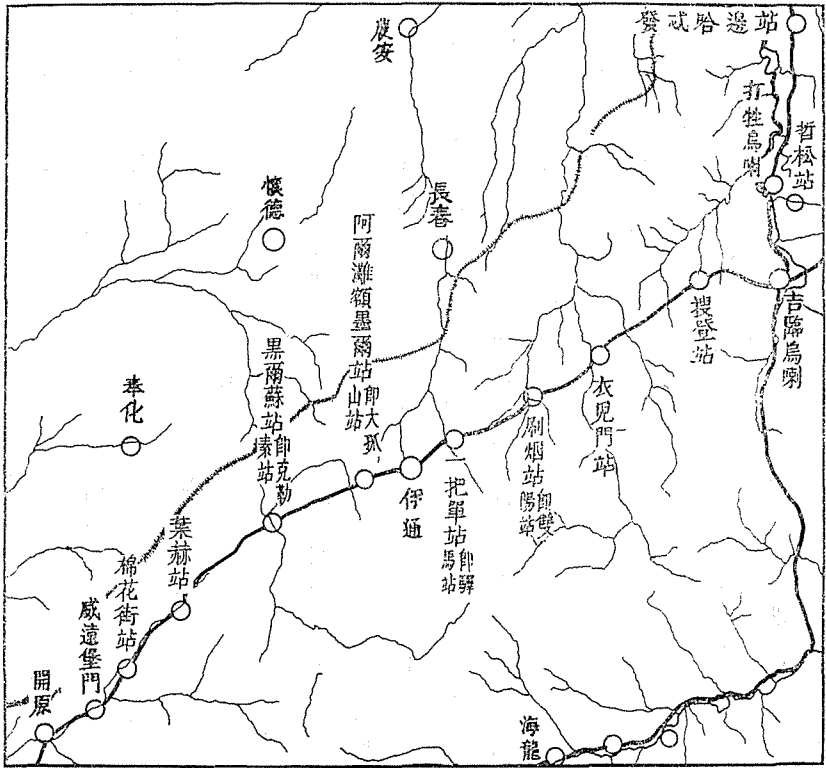 發忒哈邊站
農安
打牲烏喇
哲松站
懷德
長春
阿爾灘額墨爾站即大孤山站
吉臨烏喇
搜登站
黑爾蘇站即克勒素站
奉化
衣兒門站
刷烟站即雙陽站
一把單站即驛馬站
伊通
葉赫站
棉花街站
威遠堡門
開原
海龍